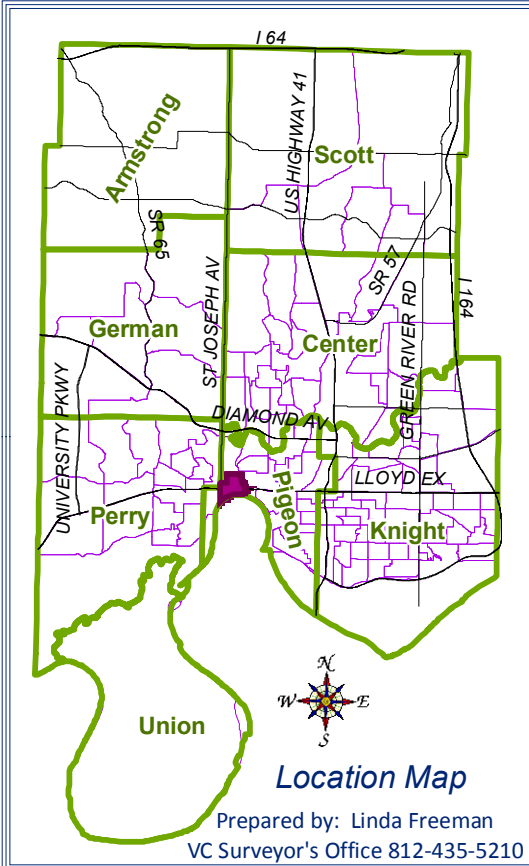 I 64
Armstrong
Scott
US HIGHWAY 41
SR 65
SR 57
I 164
ST JOSEPH AV
GREEN RIVER RD
German
Center
UNIVERSITY PKWY
DIAMOND AV
LLOYD EX
Pigeon
Perry
Knight
N
W
E
S
Union
Location Map
Prepared by: Linda Freeman
VC Surveyor's Office 812-435-5210